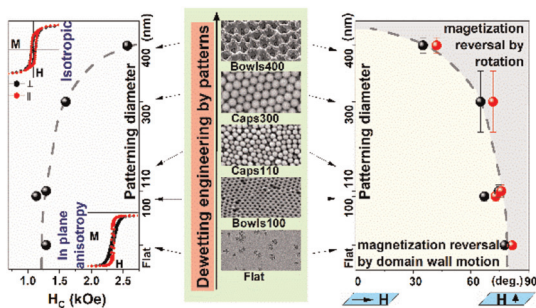 M
H
Isotropic
⊥
||
In plane
anisotropy
M
H
1.0 1.5 2.0 2.5
H_C (kOe)
Patterning diameter
(nm)
400
300
110
100
Flat
Dewetting engineering by patterns
Bowls400
Caps300
Caps110
Bowls100
Flat
Patterning diameter
(nm)
400
300
110
100
Flat
magnetization
reversal by
rotation
magnetization reversal
by domain wall motion
0 30 50 70 (deg.) 90
H
H